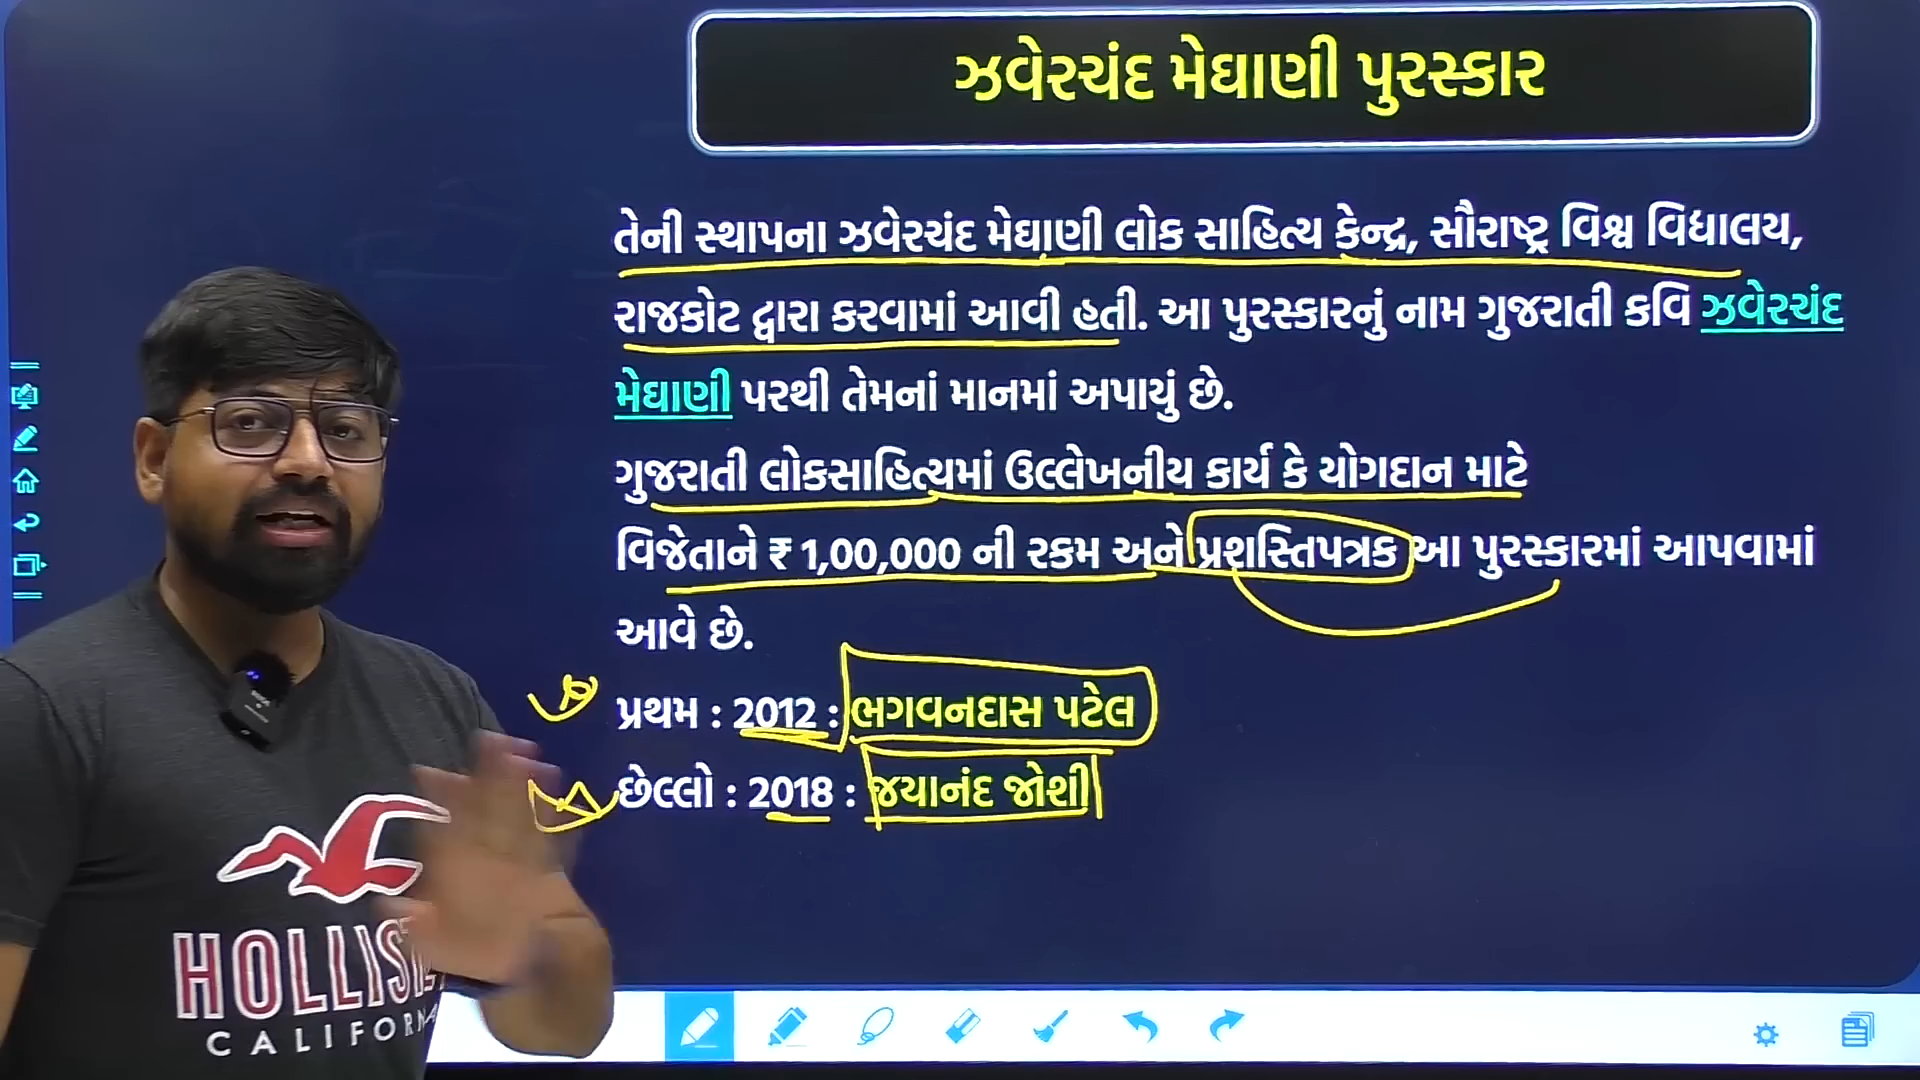 ઝવેરચંદ મેઘાણી પુરસ્કાર
તેની સ્થાપના ઝવેરચંદ મેઘાણી લોક સાહિત્ય કેન્દ્ર, સૌરાષ્ટ્ર વિશ્વ વિદ્યાલય,
રાજકોટ દ્વારા કરવામાં આવી હતી. આ પુરસ્કારનું નામ ગુજરાતી કવિ ઝવેરચંદ
મેઘાણી પરથી તેમનાં માનમાં અપાયું છે.
ગુજરાતી લોકસાહિત્યમાં ઉલ્લેખનીય કાર્ય કે યોગદાન માટે
વિજેતાને ₹ 1,00,000 ની રકમ અને પ્રશસ્તિપત્રક આ પુરસ્કારમાં આપવામાં
આવે છે.
પ્રથમ : 2012 : ભગવનદાસ પટેલ
છેલ્લો : 2018 : જયાનંદ જોશી
CALIFORNIA